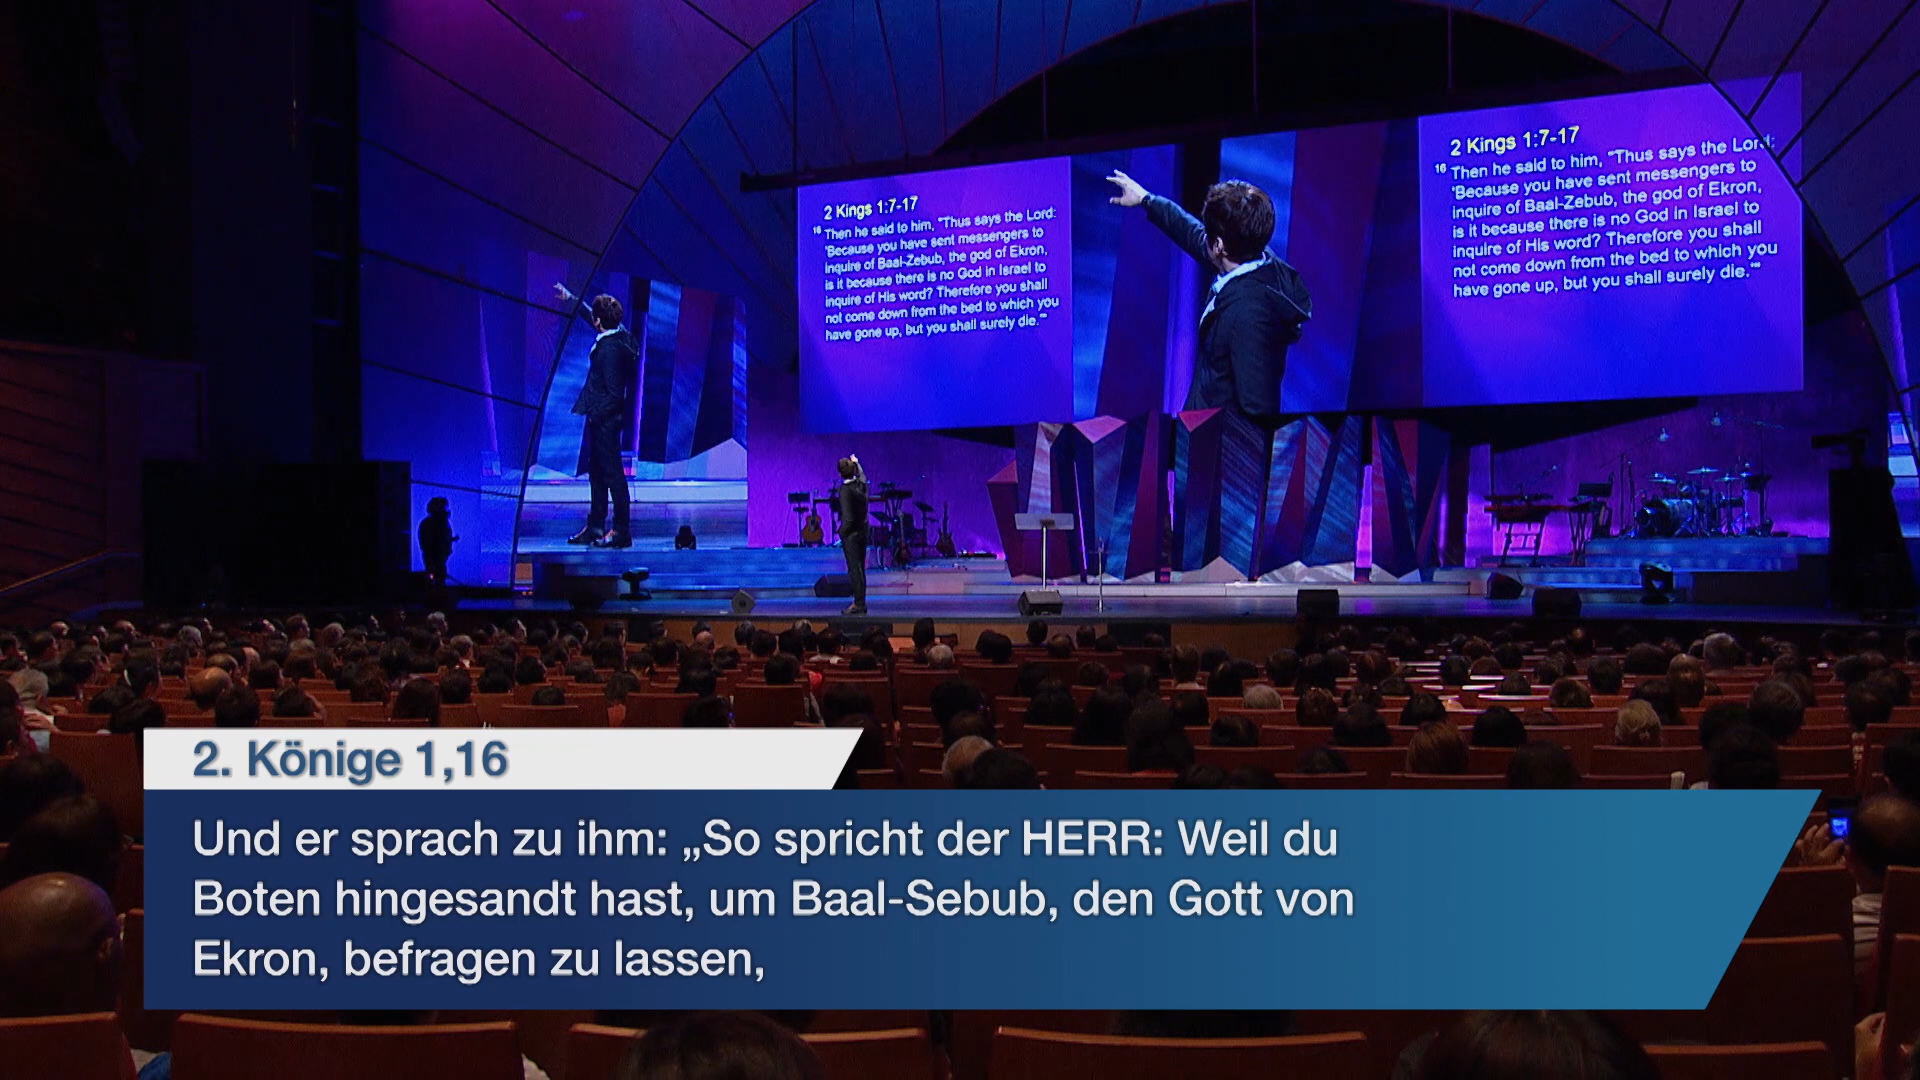 2 Kings 1:7-17
16 Then he said to him, "Thus says the Lord:
'Because you have sent messengers to
inquire of Baal-Zebub, the god of Ekron,
is it because there is no God in Israel to
inquire of His word? Therefore you shall
not come down from the bed to which you
have gone up, but you shall surely die.'"
2 Kings 1:7-17
16 Then he said to him, "Thus says the Lord:
'Because you have sent messengers to
inquire of Baal-Zebub, the god of Ekron,
is it because there is no God in Israel to
inquire of His word? Therefore you shall
not come down from the bed to which you
have gone up, but you shall surely die.'"
2. Könige 1,16
Und er sprach zu ihm: „So spricht der HERR: Weil du
Boten hingesandt hast, um Baal-Sebub, den Gott von
Ekron, befragen zu lassen,